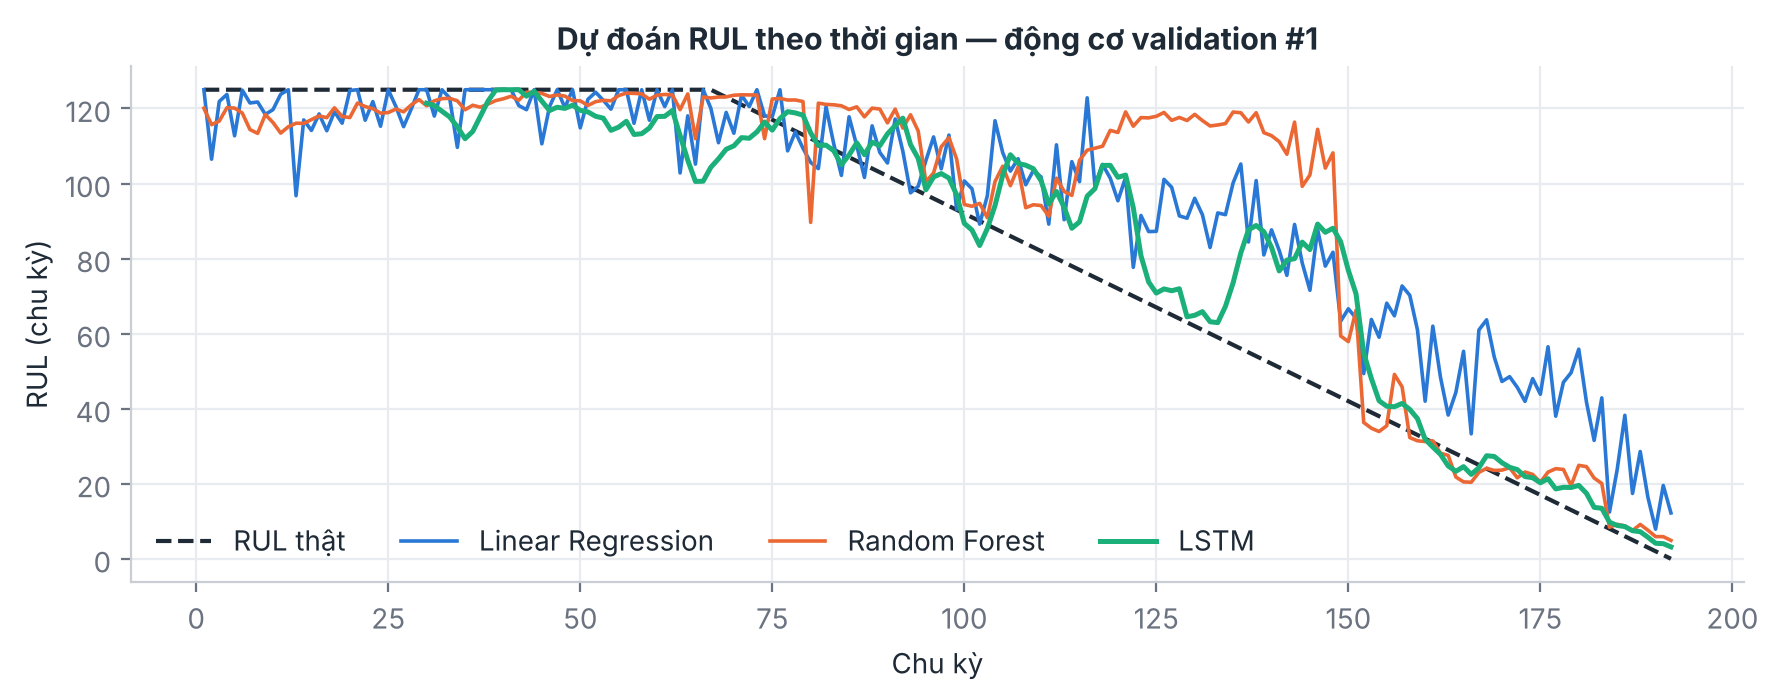 Dự đoán RUL theo thời gian — động cơ validation #1
RUL (chu kỳ)
120
100
80
60
40
20
0
RUL thật
Linear Regression
Random Forest
LSTM
0
25
50
75
100
125
150
175
200
Chu kỳ